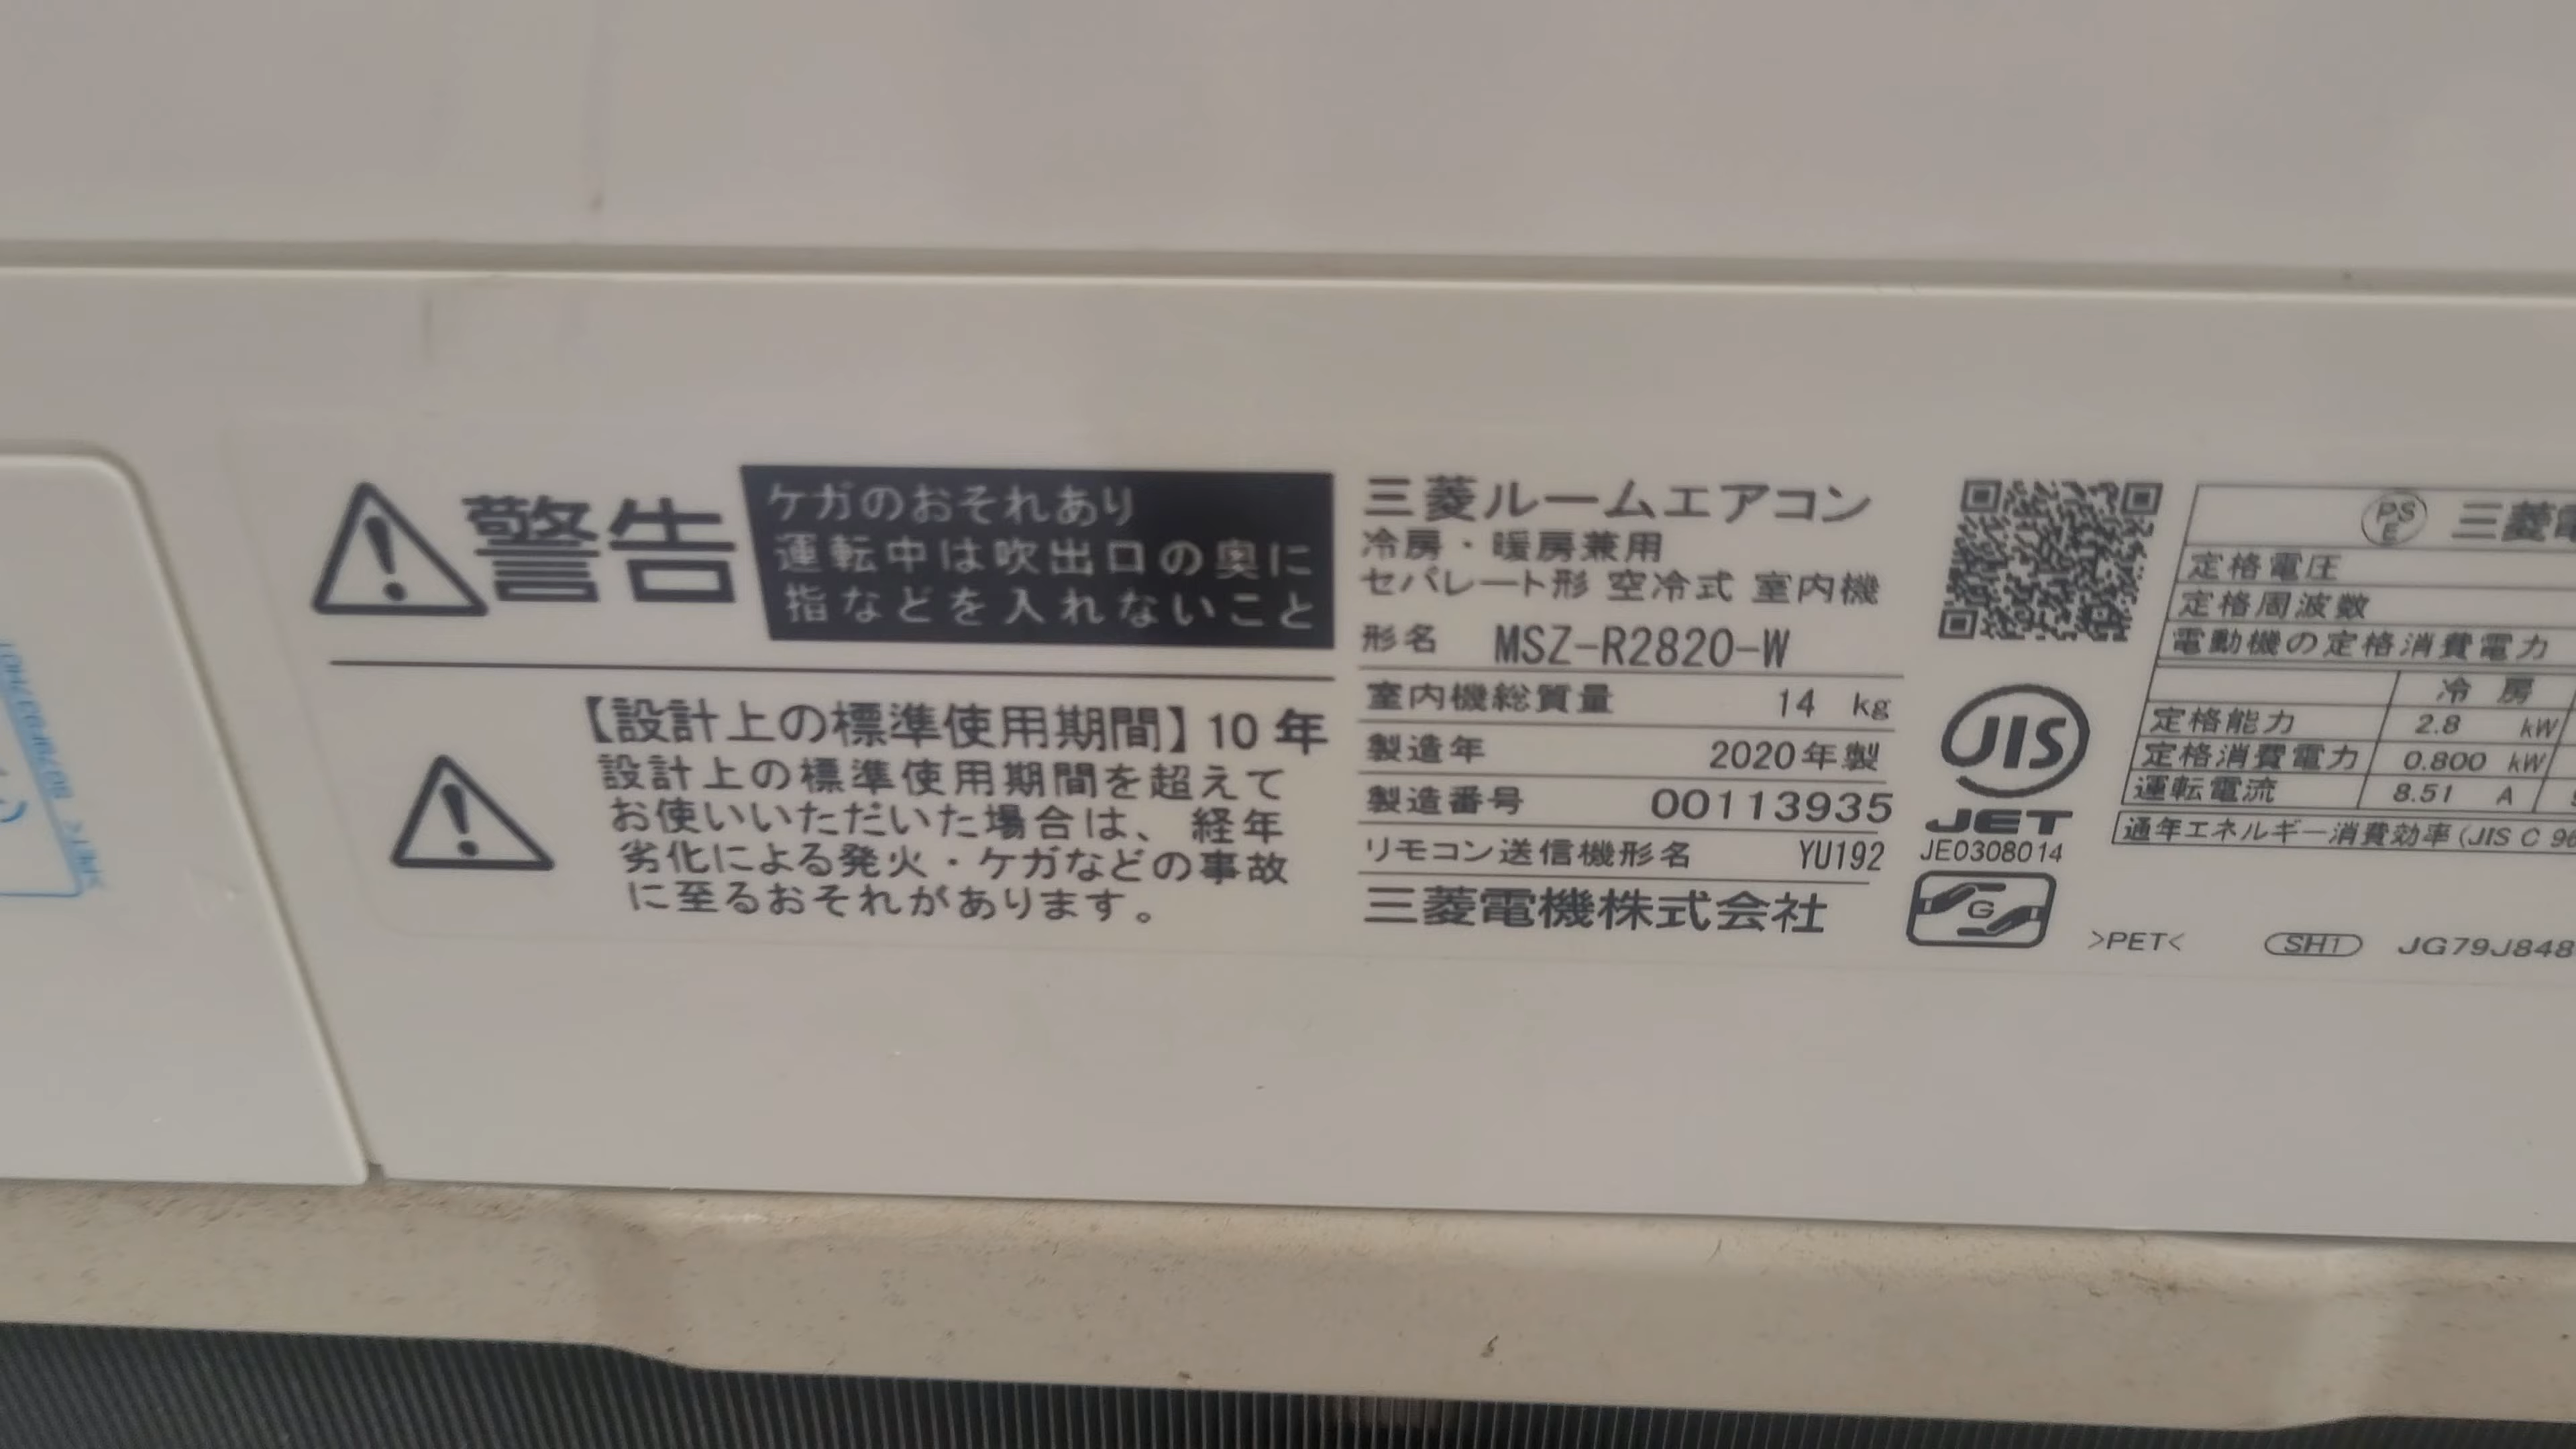 警告
ケガのおそれあり
運転中は吹出口の奥に
指などを入れないこと
【設計上の標準使用期間】10年
設計上の標準使用期間を超えて
お使いいただいた場合は、経年
劣化による発火・ケガなどの事故
に至るおそれがあります。
三菱ルームエアコン
冷房・暖房兼用
セパレート形 空冷式 室内機
形名 MSZ-R2820-W
室内機総質量 14 kg
製造年 2020年製
製造番号 00113935
リモコン送信機形名 YU192
三菱電機株式会社
JIS
JET
JE0308014
G
PSE 三菱電
定格電圧
定格周波数
電動機の定格消費電力
冷房
定格能力 2.8 kW
定格消費電力 0.800 kW
運転電流 8.51 A
通年エネルギー消費効率(JIS C 96
>PET< SH1 JG79J848